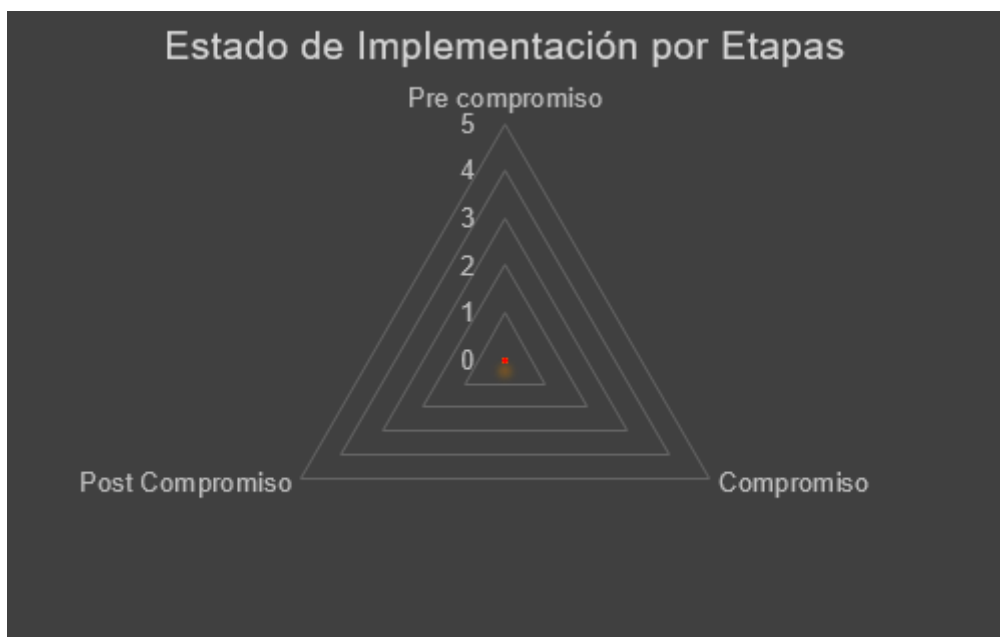 Estado de Implementación por Etapas
Pre compromiso
5
4
3
2
1
0
Post Compromiso
Compromiso